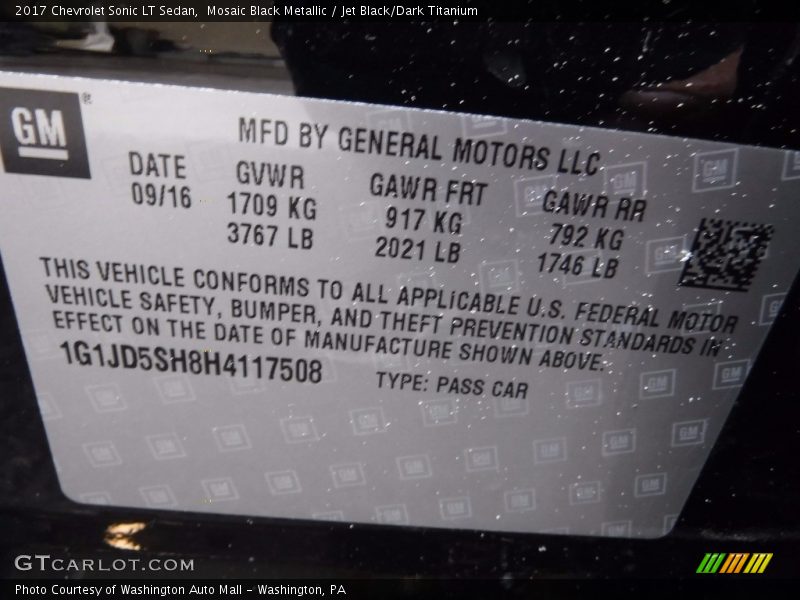 2017 Chevrolet Sonic LT Sedan,  Mosaic Black Metallic / Jet Black/Dark Titanium
GM®
MFD BY GENERAL MOTORS LLC
DATE GVWR GAWR FRT GAWR RR
09/16 1709 KG 917 KG 792 KG
3767 LB 2021 LB 1746 LB
THIS VEHICLE CONFORMS TO ALL APPLICABLE U.S. FEDERAL MOTOR
VEHICLE SAFETY, BUMPER, AND THEFT PREVENTION STANDARDS IN
EFFECT ON THE DATE OF MANUFACTURE SHOWN ABOVE.
1G1JD5SH8H4117508 TYPE: PASS CAR
GTCARLOT.COM
Photo Courtesy of Washington Auto Mall - Washington, PA